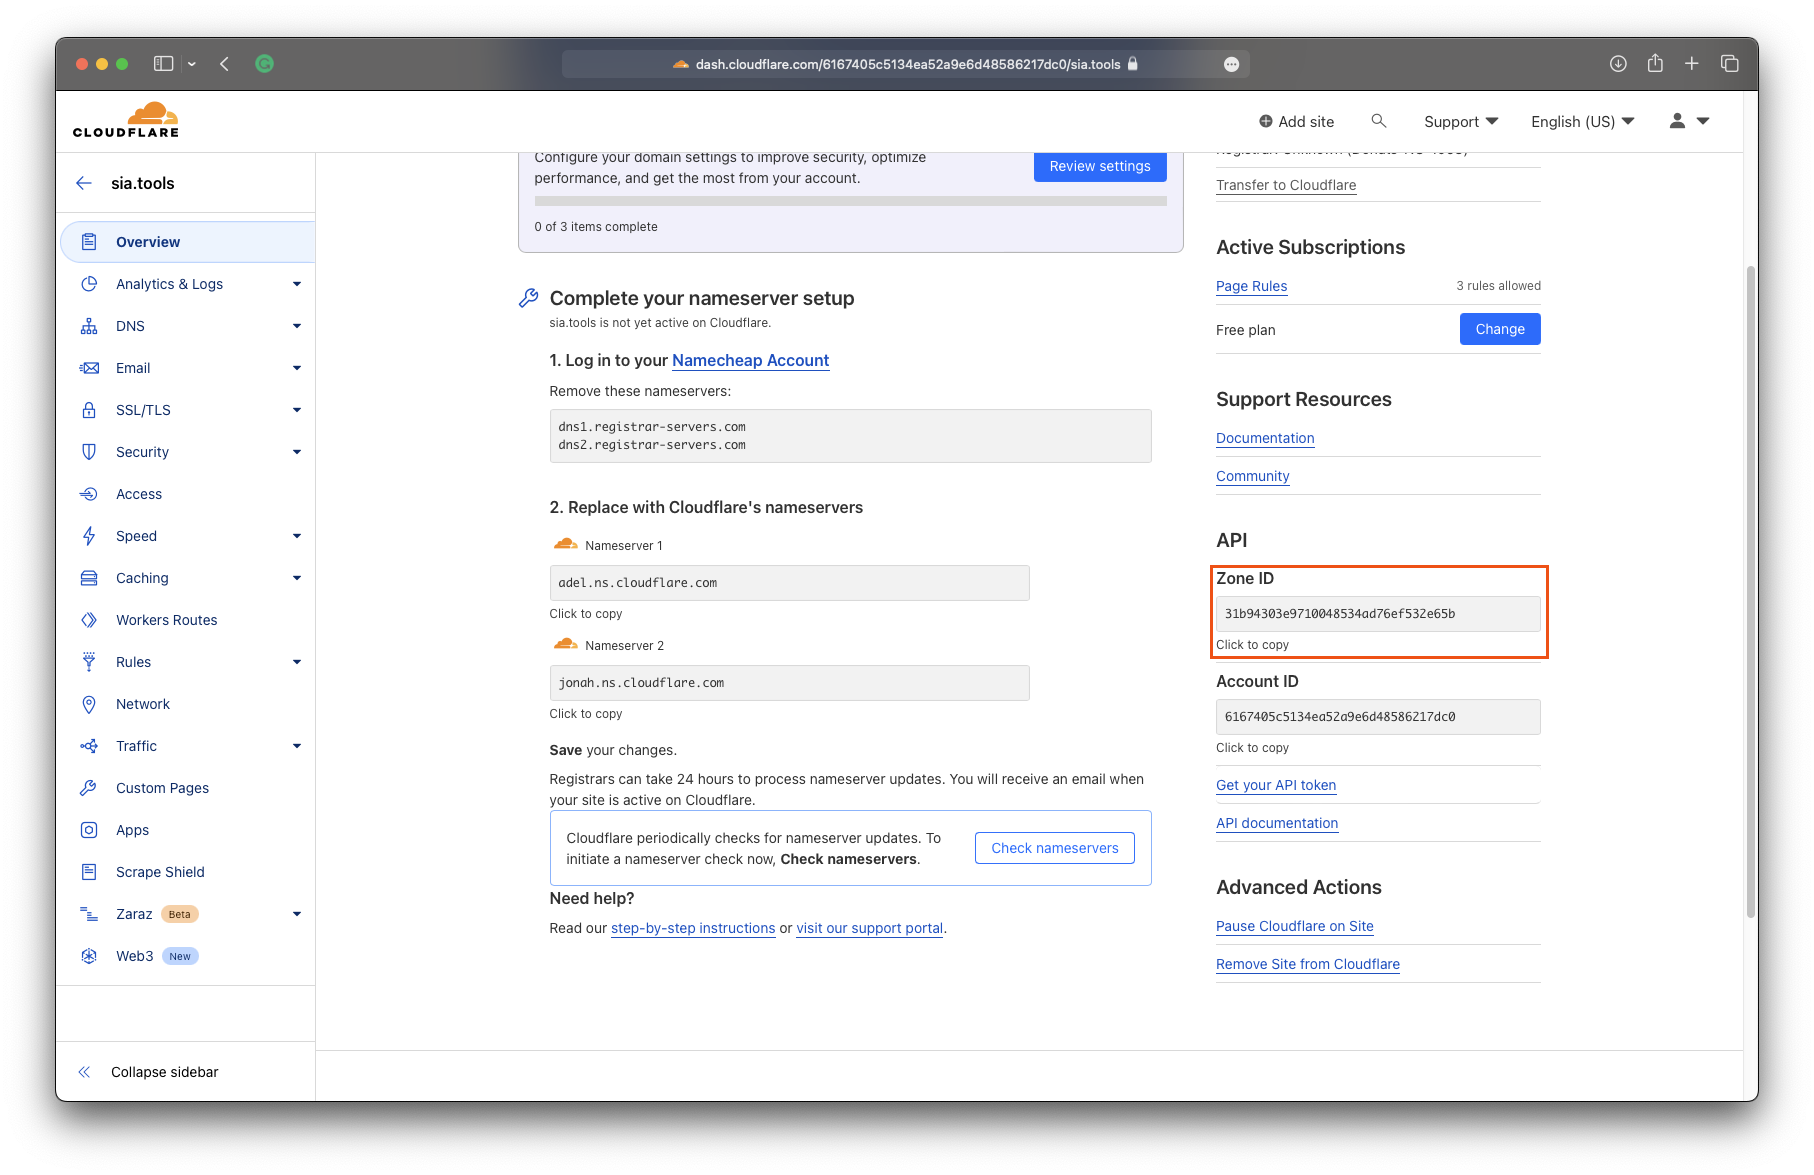 dash.cloudflare.com/6167405c5134ea52a9e6d48586217dc0/sia.tools
CLOUDFLARE
Add site
Support
English (US)
sia.tools
Overview
Analytics & Logs
DNS
Email
SSL/TLS
Security
Access
Speed
Caching
Workers Routes
Rules
Network
Traffic
Custom Pages
Apps
Scrape Shield
Zaraz Beta
Web3 New
Collapse sidebar
Configure your domain settings to improve security, optimize
performance, and get the most from your account.
Review settings
0 of 3 items complete
Complete your nameserver setup
sia.tools is not yet active on Cloudflare.
1. Log in to your Namecheap Account
Remove these nameservers:
dns1.registrar-servers.com
dns2.registrar-servers.com
2. Replace with Cloudflare's nameservers
Nameserver 1
adel.ns.cloudflare.com
Click to copy
Nameserver 2
jonah.ns.cloudflare.com
Click to copy
Save your changes.
Registrars can take 24 hours to process nameserver updates. You will receive an email when
your site is active on Cloudflare.
Cloudflare periodically checks for nameserver updates. To
initiate a nameserver check now, Check nameservers.
Check nameservers
Need help?
Read our step-by-step instructions or visit our support portal.
Transfer to Cloudflare
Active Subscriptions
Page Rules
3 rules allowed
Free plan
Change
Support Resources
Documentation
Community
API
Zone ID
31b94303e9710048534ad76ef532e65b
Click to copy
Account ID
6167405c5134ea52a9e6d48586217dc0
Click to copy
Get your API token
API documentation
Advanced Actions
Pause Cloudflare on Site
Remove Site from Cloudflare